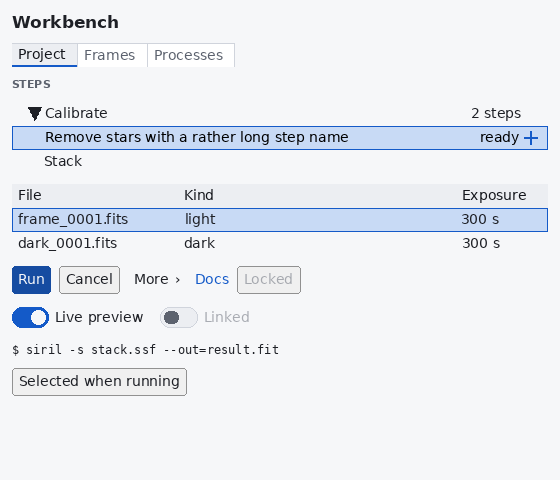 Workbench
Project Frames Processes
STEPS
Calibrate 2 steps
Remove stars with a rather long step name ready +
Stack
File Kind Exposure
frame_0001.fits light 300 s
dark_0001.fits dark 300 s
Run Cancel More › Docs Locked
Live preview Linked
$ siril -s stack.ssf --out=result.fit
Selected when running